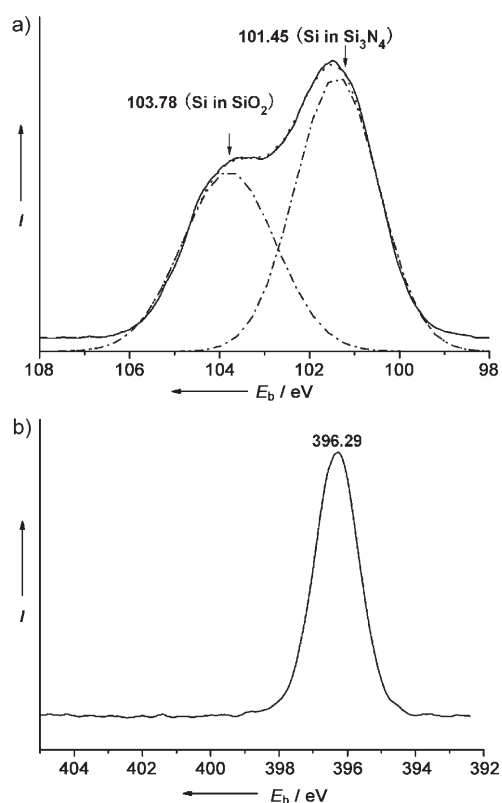 a)
101.45 (Si in Si3N4)
103.78 (Si in SiO2)
I
108 106 104 102 100 98
Eb / eV
b)
396.29
I
404 402 400 398 396 394 392
Eb / eV